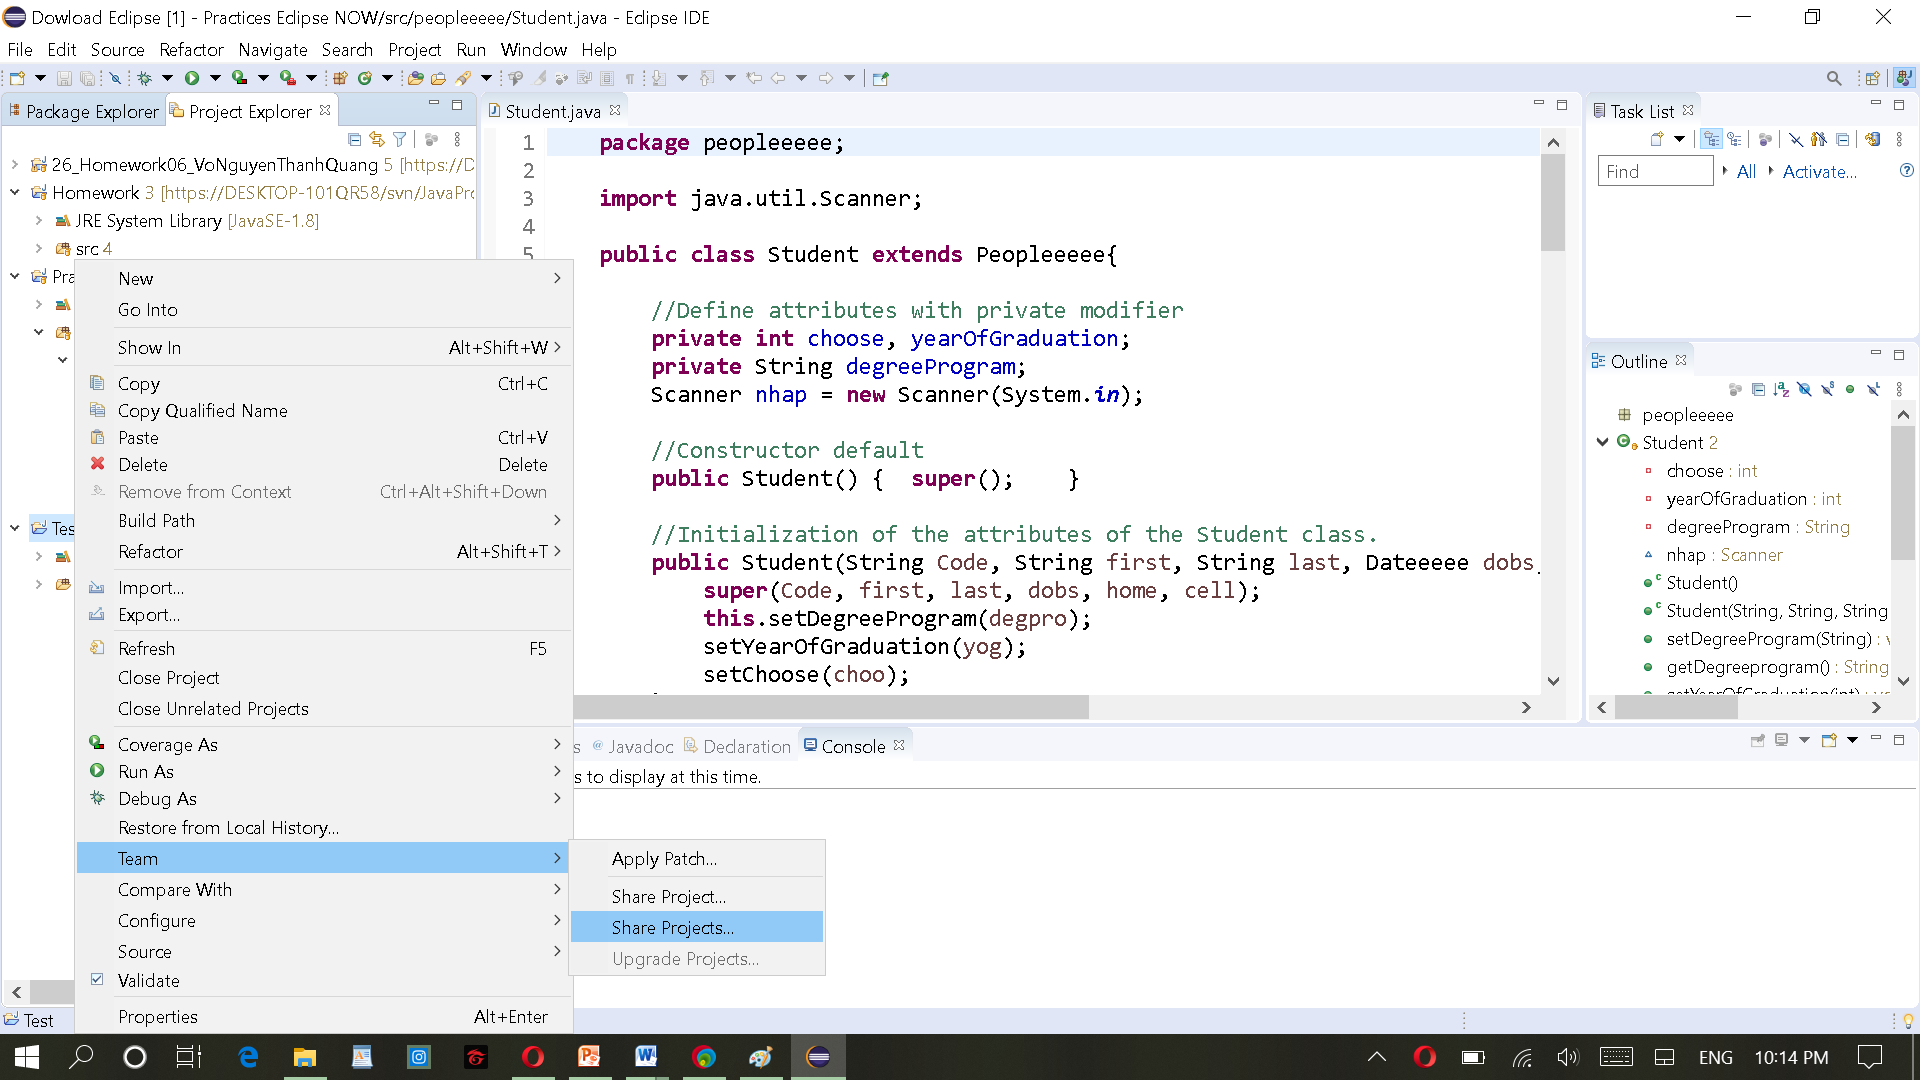 Dowload Eclipse [1] - Practices Eclipse NOW/src/peopleeeee/Student.java - Eclipse IDE
File Edit Source Refactor Navigate Search Project Run Window Help
Package Explorer Project Explorer
26_Homework06_VoNguyenThanhQuang 5 [https://D
Homework 3 [https://DESKTOP-101QR58/svn/JavaPro
JRE System Library [JavaSE-1.8]
src 4
Pra
Tes
New
Go Into
Show In Alt+Shift+W
Copy Ctrl+C
Copy Qualified Name
Paste Ctrl+V
Delete Delete
Remove from Context Ctrl+Alt+Shift+Down
Build Path
Refactor Alt+Shift+T
Import...
Export...
Refresh F5
Close Project
Close Unrelated Projects
Coverage As
Run As
Debug As
Restore from Local History...
Team
Compare With
Configure
Source
Validate
Properties Alt+Enter
Apply Patch...
Share Project...
Share Projects...
Upgrade Projects...
Student.java
1 package peopleeeee;
2
3 import java.util.Scanner;
4
5 public class Student extends Peopleeeee{
//Define attributes with private modifier
private int choose, yearOfGraduation;
private String degreeProgram;
Scanner nhap = new Scanner(System.in);
//Constructor default
public Student() { super(); }
//Initialization of the attributes of the Student class.
public Student(String Code, String first, String last, Dateeeee dobs,
super(Code, first, last, dobs, home, cell);
this.setDegreeProgram(degpro);
setYearOfGraduation(yog);
setChoose(choo);
s @ Javadoc Declaration Console
s to display at this time.
Task List
Find All Activate...
Outline
peopleeeee
Student 2
choose : int
yearOfGraduation : int
degreeProgram : String
nhap : Scanner
Student()
Student(String, String, String
setDegreeProgram(String) : v
getDegreeprogram() : String
setYearOfGraduation(int) : vo
Test
ENG 10:14 PM